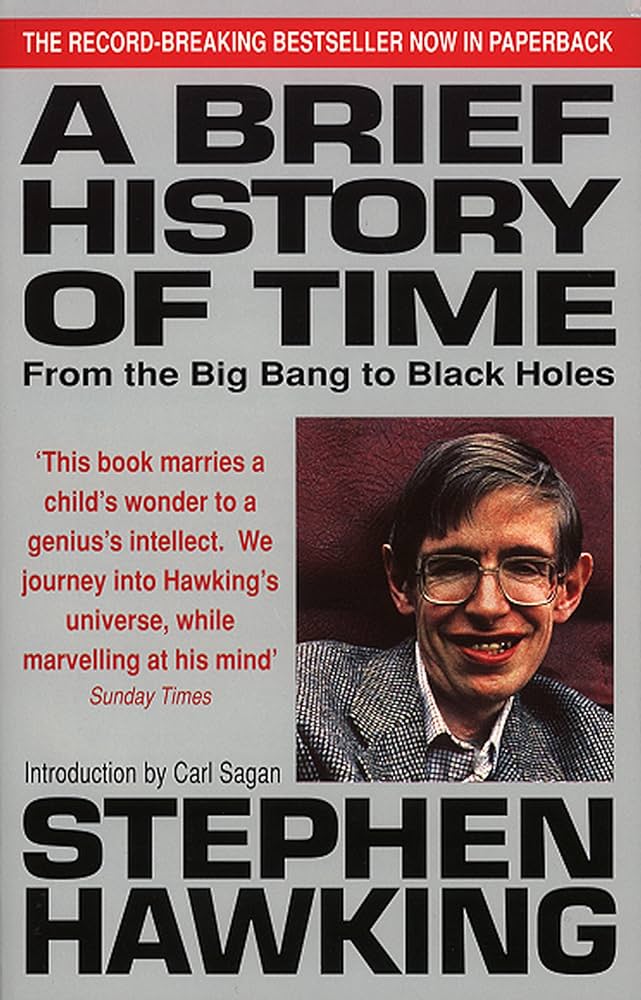 THE RECORD-BREAKING BESTSELLER NOW IN PAPERBACK
A BRIEF
HISTORY
OF TIME
From the Big Bang to Black Holes
‘This book marries a
child’s wonder to a
genius’s intellect. We
journey into Hawking’s
universe, while
marvelling at his mind’
Sunday Times
Introduction by Carl Sagan
STEPHEN
HAWKING